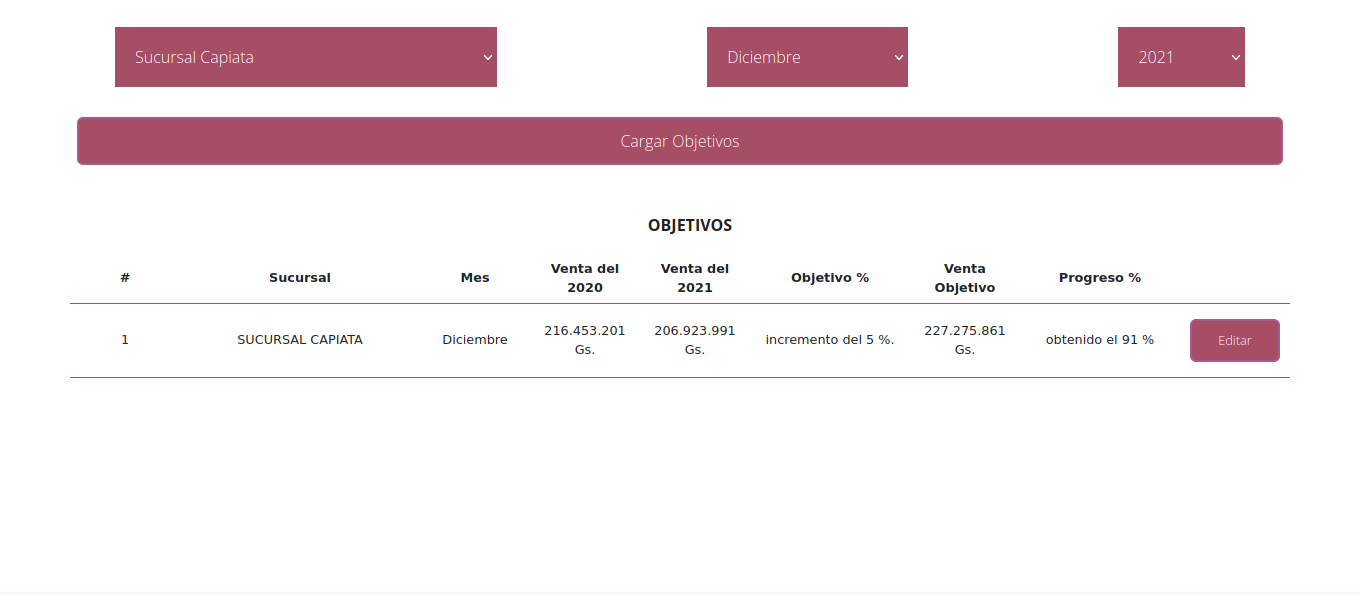 Sucursal Capiata Diciembre 2021
Cargar Objetivos
OBJETIVOS
# Sucursal Mes Venta del 2020 Venta del 2021 Objetivo % Venta Objetivo Progreso %
1 SUCURSAL CAPIATA Diciembre 216.453.201 Gs. 206.923.991 Gs. incremento del 5 %. 227.275.861 Gs. obtenido el 91 % Editar